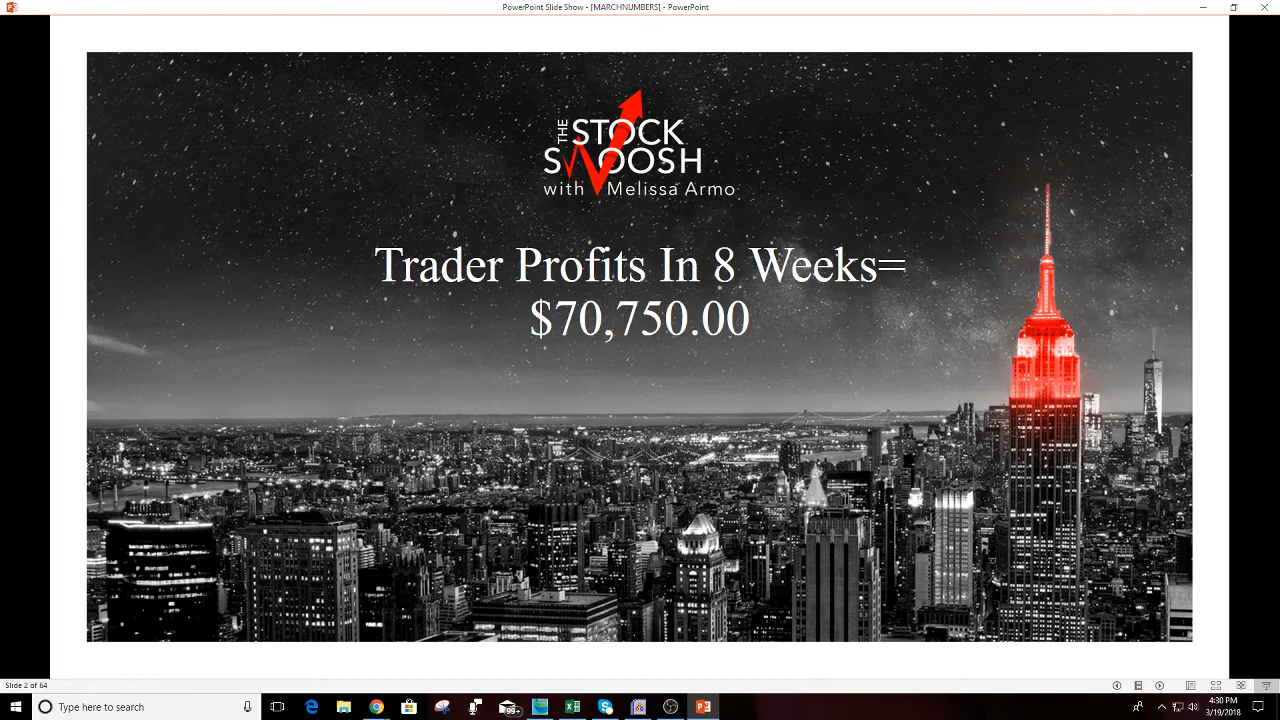 PowerPoint Slide Show - [MARCHNUMBERS] - PowerPoint
THE STOCK
SWOOSH
with Melissa Armo
Trader Profits In 8 Weeks=
$70,750.00
Slide 2 of 64
Type here to search
99+
4:30 PM
3/19/2018